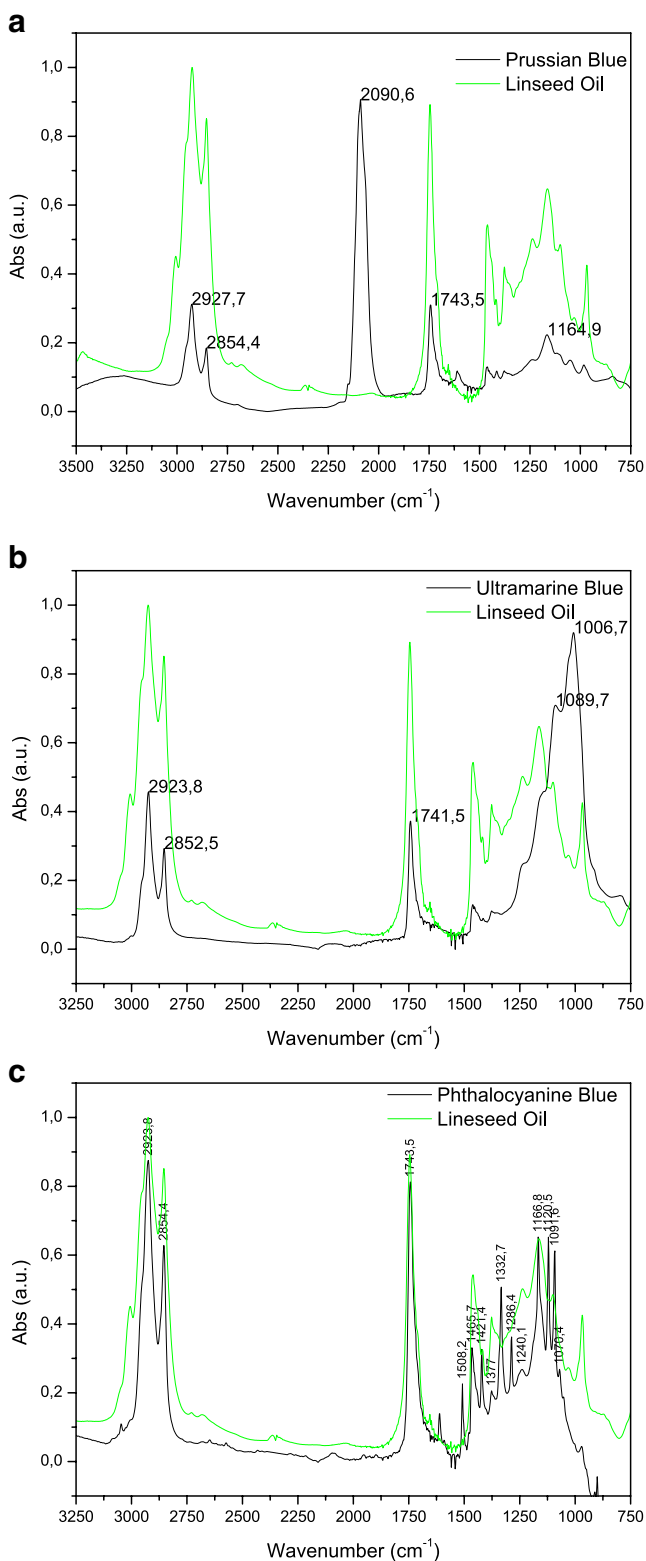 a
Prussian Blue
Linseed Oil
2090,6
2927,7
2854,4
1743,5
1164,9
Abs (a.u.)
1,0
0,8
0,6
0,4
0,2
0,0
3500 3250 3000 2750 2500 2250 2000 1750 1500 1250 1000 750
Wavenumber (cm⁻¹)
b
Ultramarine Blue
Linseed Oil
1006,7
1089,7
2923,8
2852,5
1741,5
Abs (a.u.)
1,0
0,8
0,6
0,4
0,2
0,0
3250 3000 2750 2500 2250 2000 1750 1500 1250 1000 750
Wavenumber (cm⁻¹)
c
Phthalocyanine Blue
Lineseed Oil
2923,8
2854,4
1743,5
1508,2
1465,7
1421,4
1377
1332,7
1286,4
1240,1
1166,8
1120,5
1091,6
1070,4
Abs (a.u.)
1,0
0,8
0,6
0,4
0,2
0,0
3250 3000 2750 2500 2250 2000 1750 1500 1250 1000 750
Wavenumber (cm⁻¹)